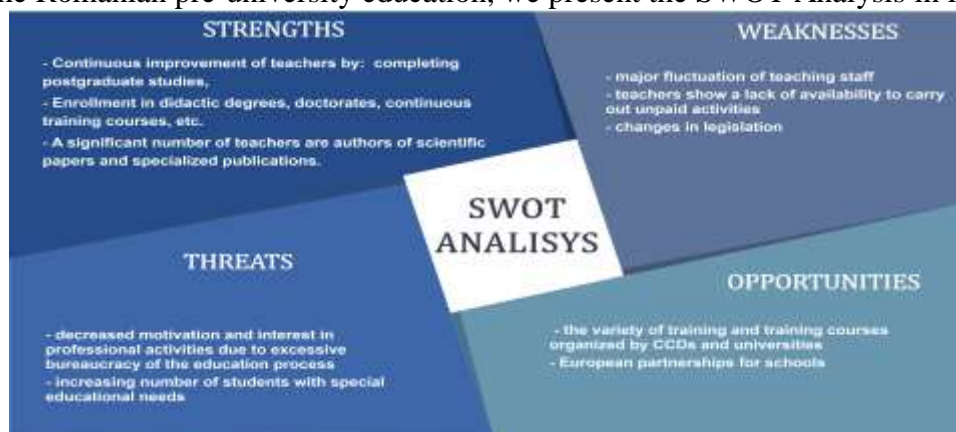 the Romanian pre-university education, we present the SWOT Analysis in
STRENGTHS
- Continuous improvement of teachers by: completing
postgraduate studies,
- Enrollment in didactic degrees, doctorates, continuous
training courses, etc.
- A significant number of teachers are authors of scientific
papers and specialized publications.
WEAKNESSES
- major fluctuation of teaching staff
- teachers show a lack of availability to carry
out unpaid activities
- changes in legislation
SWOT
ANALISYS
THREATS
- decreased motivation and interest in
professional activities due to excessive
bureaucracy of the education process
- increasing number of students with special
educational needs
OPPORTUNITIES
- the variety of training and training courses
organized by CCDs and universities
- European partnerships for schools